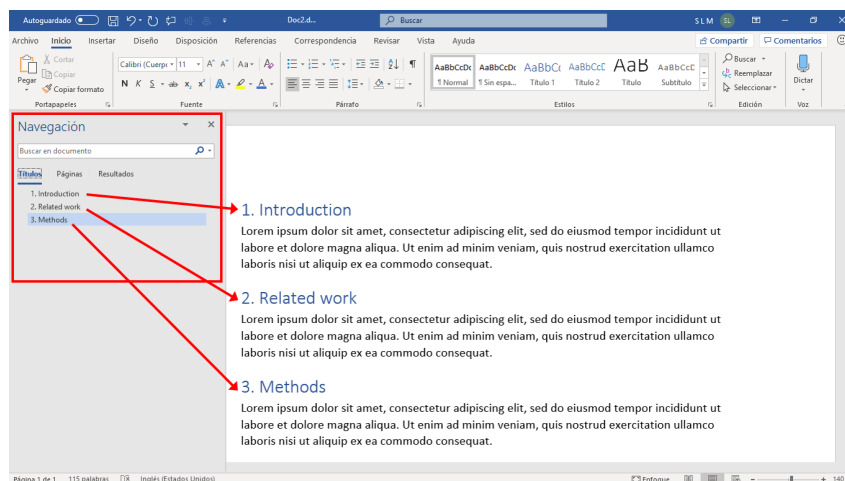 Autoguardado Doc2.d... Buscar S L M SL
Archivo Inicio Insertar Diseño Disposición Referencias Correspondencia Revisar Vista Ayuda Compartir Comentarios
Pegar Cortar Copiar Copiar formato
Calibri (Cuerpo 11 A^ A˅ Aa
N K S ab x₂ x² A A
AaBbCcDc AaBbCcDc AaBbCc AaBbCcE AaB AaBbCcE
¶ Normal ¶ Sin espa... Título 1 Título 2 Título Subtítulo
Buscar Reemplazar Seleccionar
Dictar
Portapapeles Fuente Párrafo Estilos Edición Voz
Navegación
Buscar en documento
Títulos Páginas Resultados
1. Introduction
2. Related work
3. Methods
1. Introduction
Lorem ipsum dolor sit amet, consectetur adipiscing elit, sed do eiusmod tempor incididunt ut
labore et dolore magna aliqua. Ut enim ad minim veniam, quis nostrud exercitation ullamco
laboris nisi ut aliquip ex ea commodo consequat.
2. Related work
Lorem ipsum dolor sit amet, consectetur adipiscing elit, sed do eiusmod tempor incididunt ut
labore et dolore magna aliqua. Ut enim ad minim veniam, quis nostrud exercitation ullamco
laboris nisi ut aliquip ex ea commodo consequat.
3. Methods
Lorem ipsum dolor sit amet, consectetur adipiscing elit, sed do eiusmod tempor incididunt ut
labore et dolore magna aliqua. Ut enim ad minim veniam, quis nostrud exercitation ullamco
laboris nisi ut aliquip ex ea commodo consequat.
Página 1 de 1 115 palabras Inglés (Estados Unidos) Enfoque 140